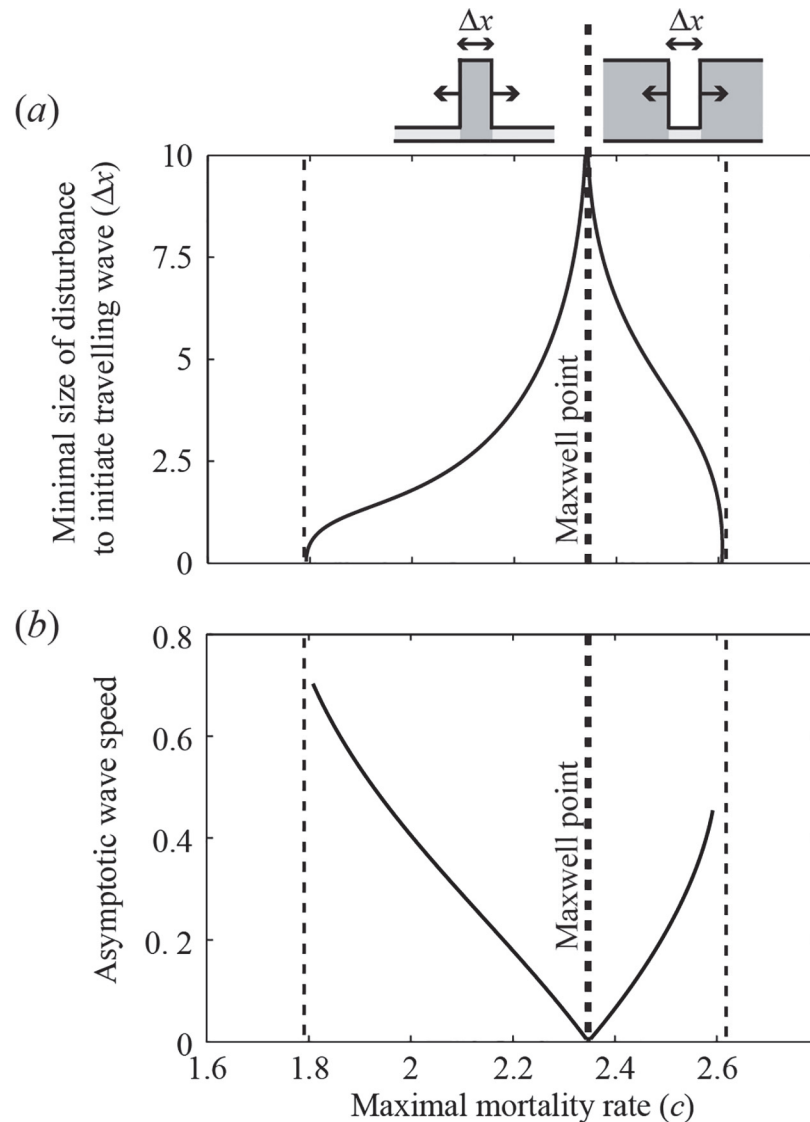 Δx
Δx
(a)
Minimal size of disturbance
to initiate travelling wave (Δx)
10
7.5
5
2.5
0
Maxwell point
(b)
Asymptotic wave speed
0.8
0.6
0.4
0.2
0
Maxwell point
1.6
1.8
2
2.2
2.4
2.6
Maximal mortality rate (c)